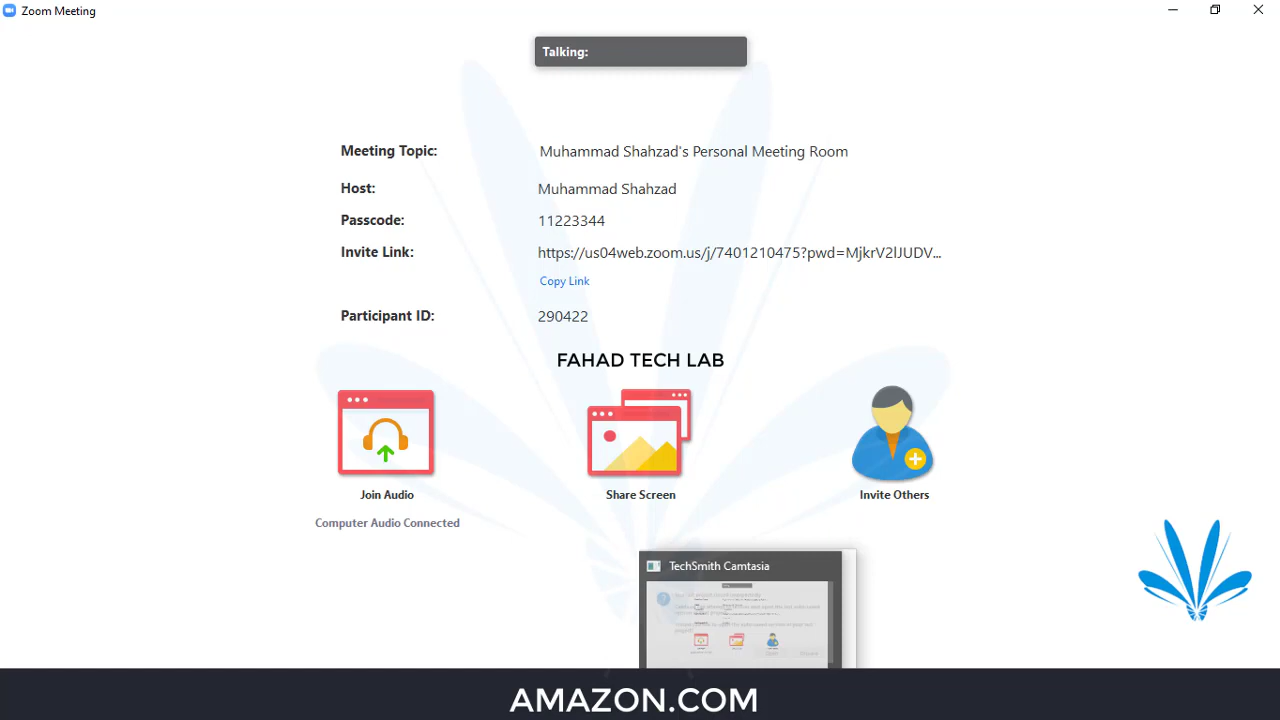 Zoom Meeting
Talking:
Meeting Topic: Muhammad Shahzad's Personal Meeting Room
Host: Muhammad Shahzad
Passcode: 11223344
Invite Link: https://us04web.zoom.us/j/7401210475?pwd=MjkrV2lJUDV...
Copy Link
Participant ID: 290422
FAHAD TECH LAB
Join Audio Share Screen Invite Others
Computer Audio Connected
TechSmith Camtasia
AMAZON.COM